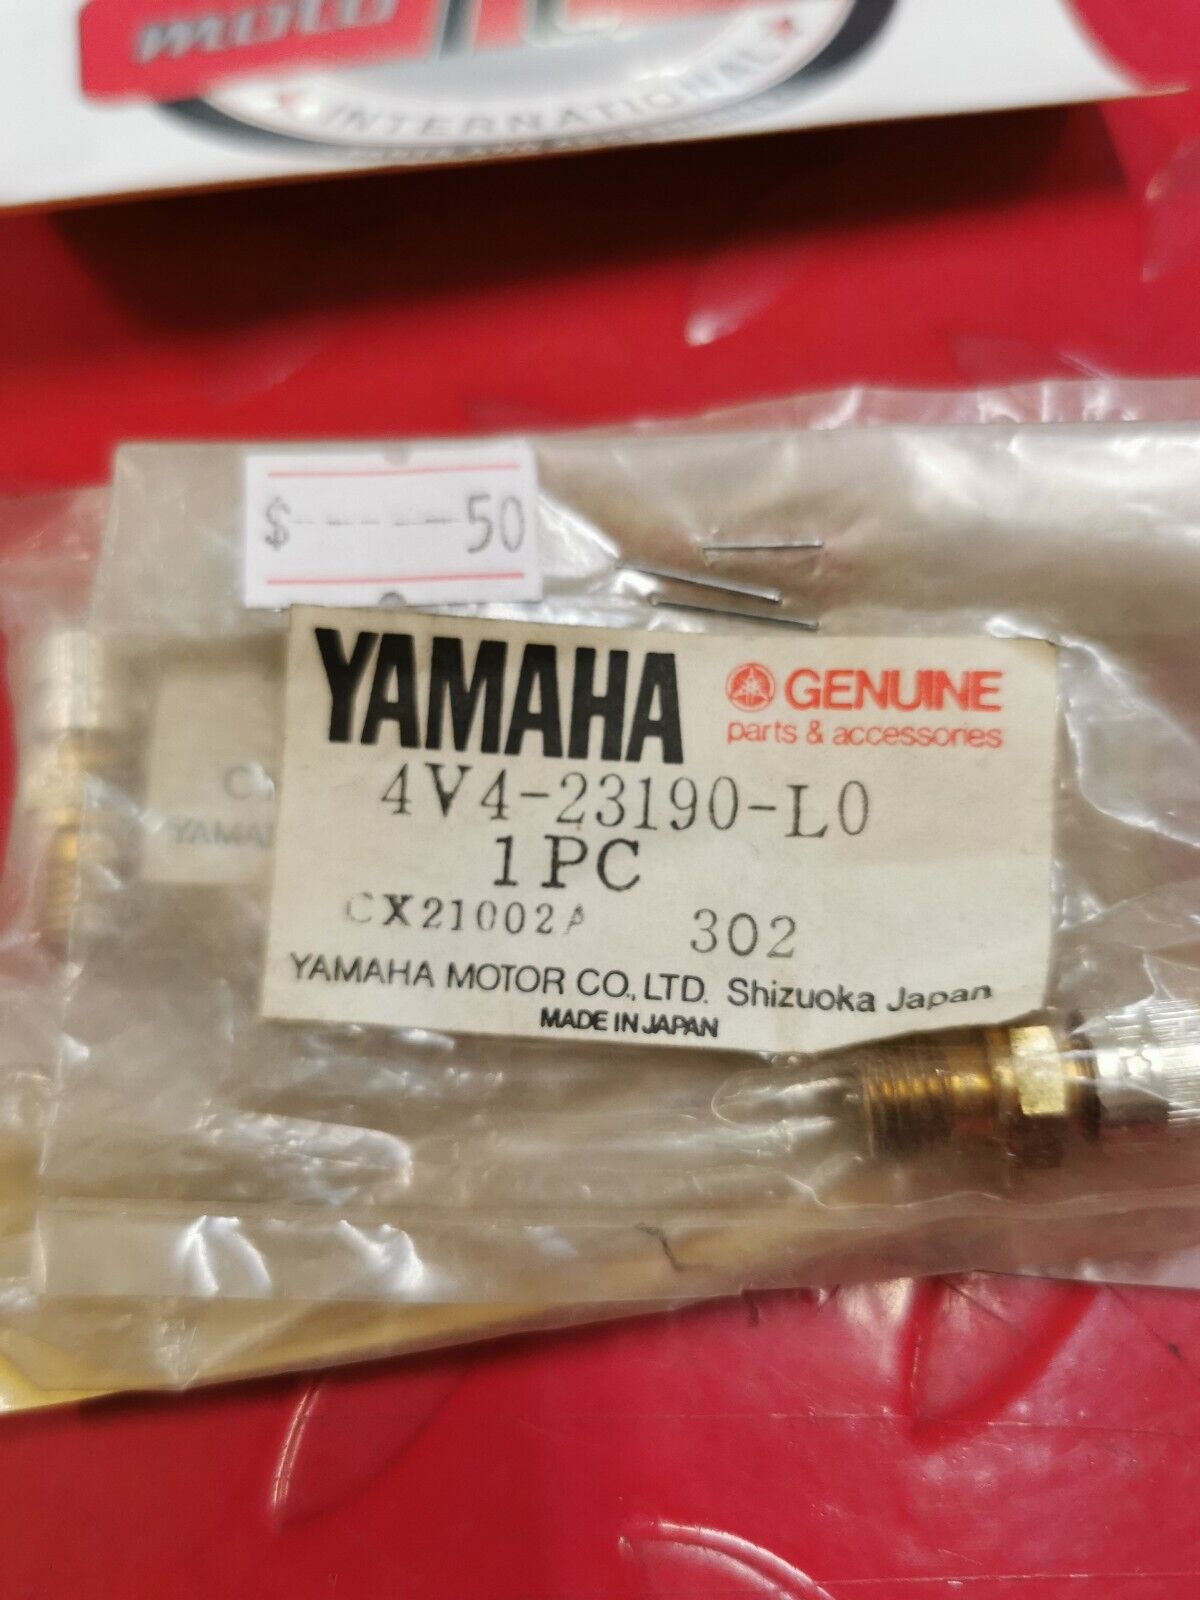 moto
INTERNATIONAL
$-----50
YAMAHA
GENUINE
parts & accessories
4V4-23190-L0
1PC
CX21002A 302
YAMAHA MOTOR CO., LTD. Shizuoka Japan
MADE IN JAPAN